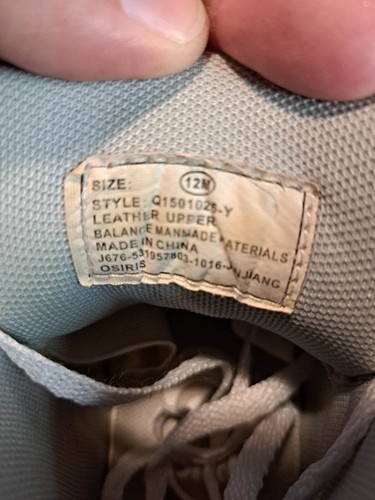 SIZE: 12M
STYLE: Q1501025-Y
LEATHER UPPER
BALANCE MANMADE MATERIALS
MADE IN CHINA
OSIRIS